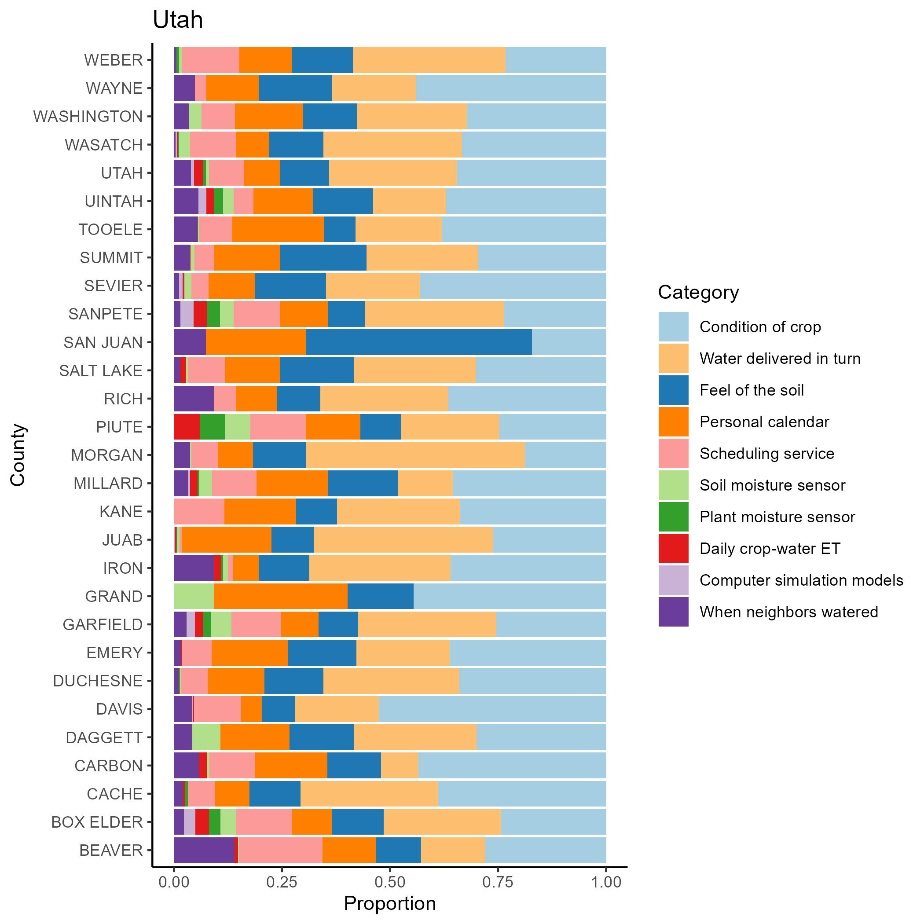 Utah
WEBER
WAYNE
WASHINGTON
WASATCH
UTAH
UINTAH
TOOELE
SUMMIT
SEVIER
SANPETE
SAN JUAN
SALT LAKE
RICH
PIUTE
MORGAN
MILLARD
KANE
JUAB
IRON
GRAND
GARFIELD
EMERY
DUCHESNE
DAVIS
DAGGETT
CARBON
CACHE
BOX ELDER
BEAVER
County
0.00 0.25 0.50 0.75 1.00
Proportion
Category
Condition of crop
Water delivered in turn
Feel of the soil
Personal calendar
Scheduling service
Soil moisture sensor
Plant moisture sensor
Daily crop-water ET
Computer simulation models
When neighbors watered